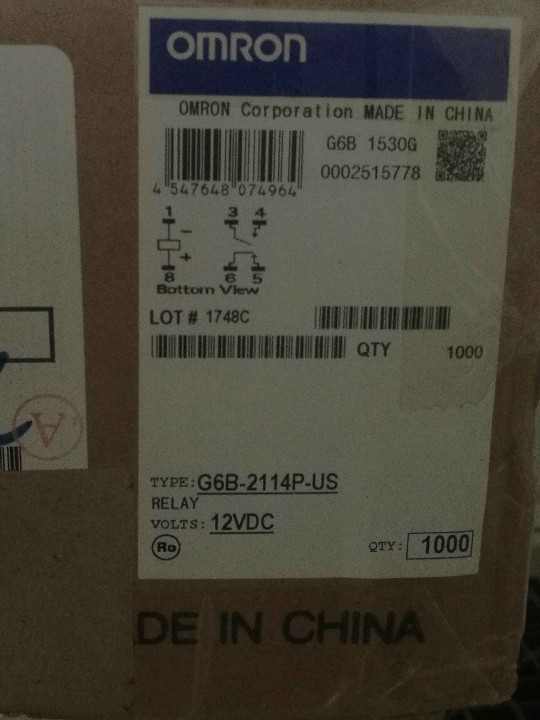 OMRON
OMRON Corporation MADE IN CHINA
G6B 1530G
0002515778
4 547648 074964
1 3 4
- 
+
8 6 5
Bottom View
LOT # 1748C
QTY 1000
TYPE: G6B-2114P-US
RELAY
VOLTS: 12VDC
Ro
QTY: 1000
DE IN CHINA
A